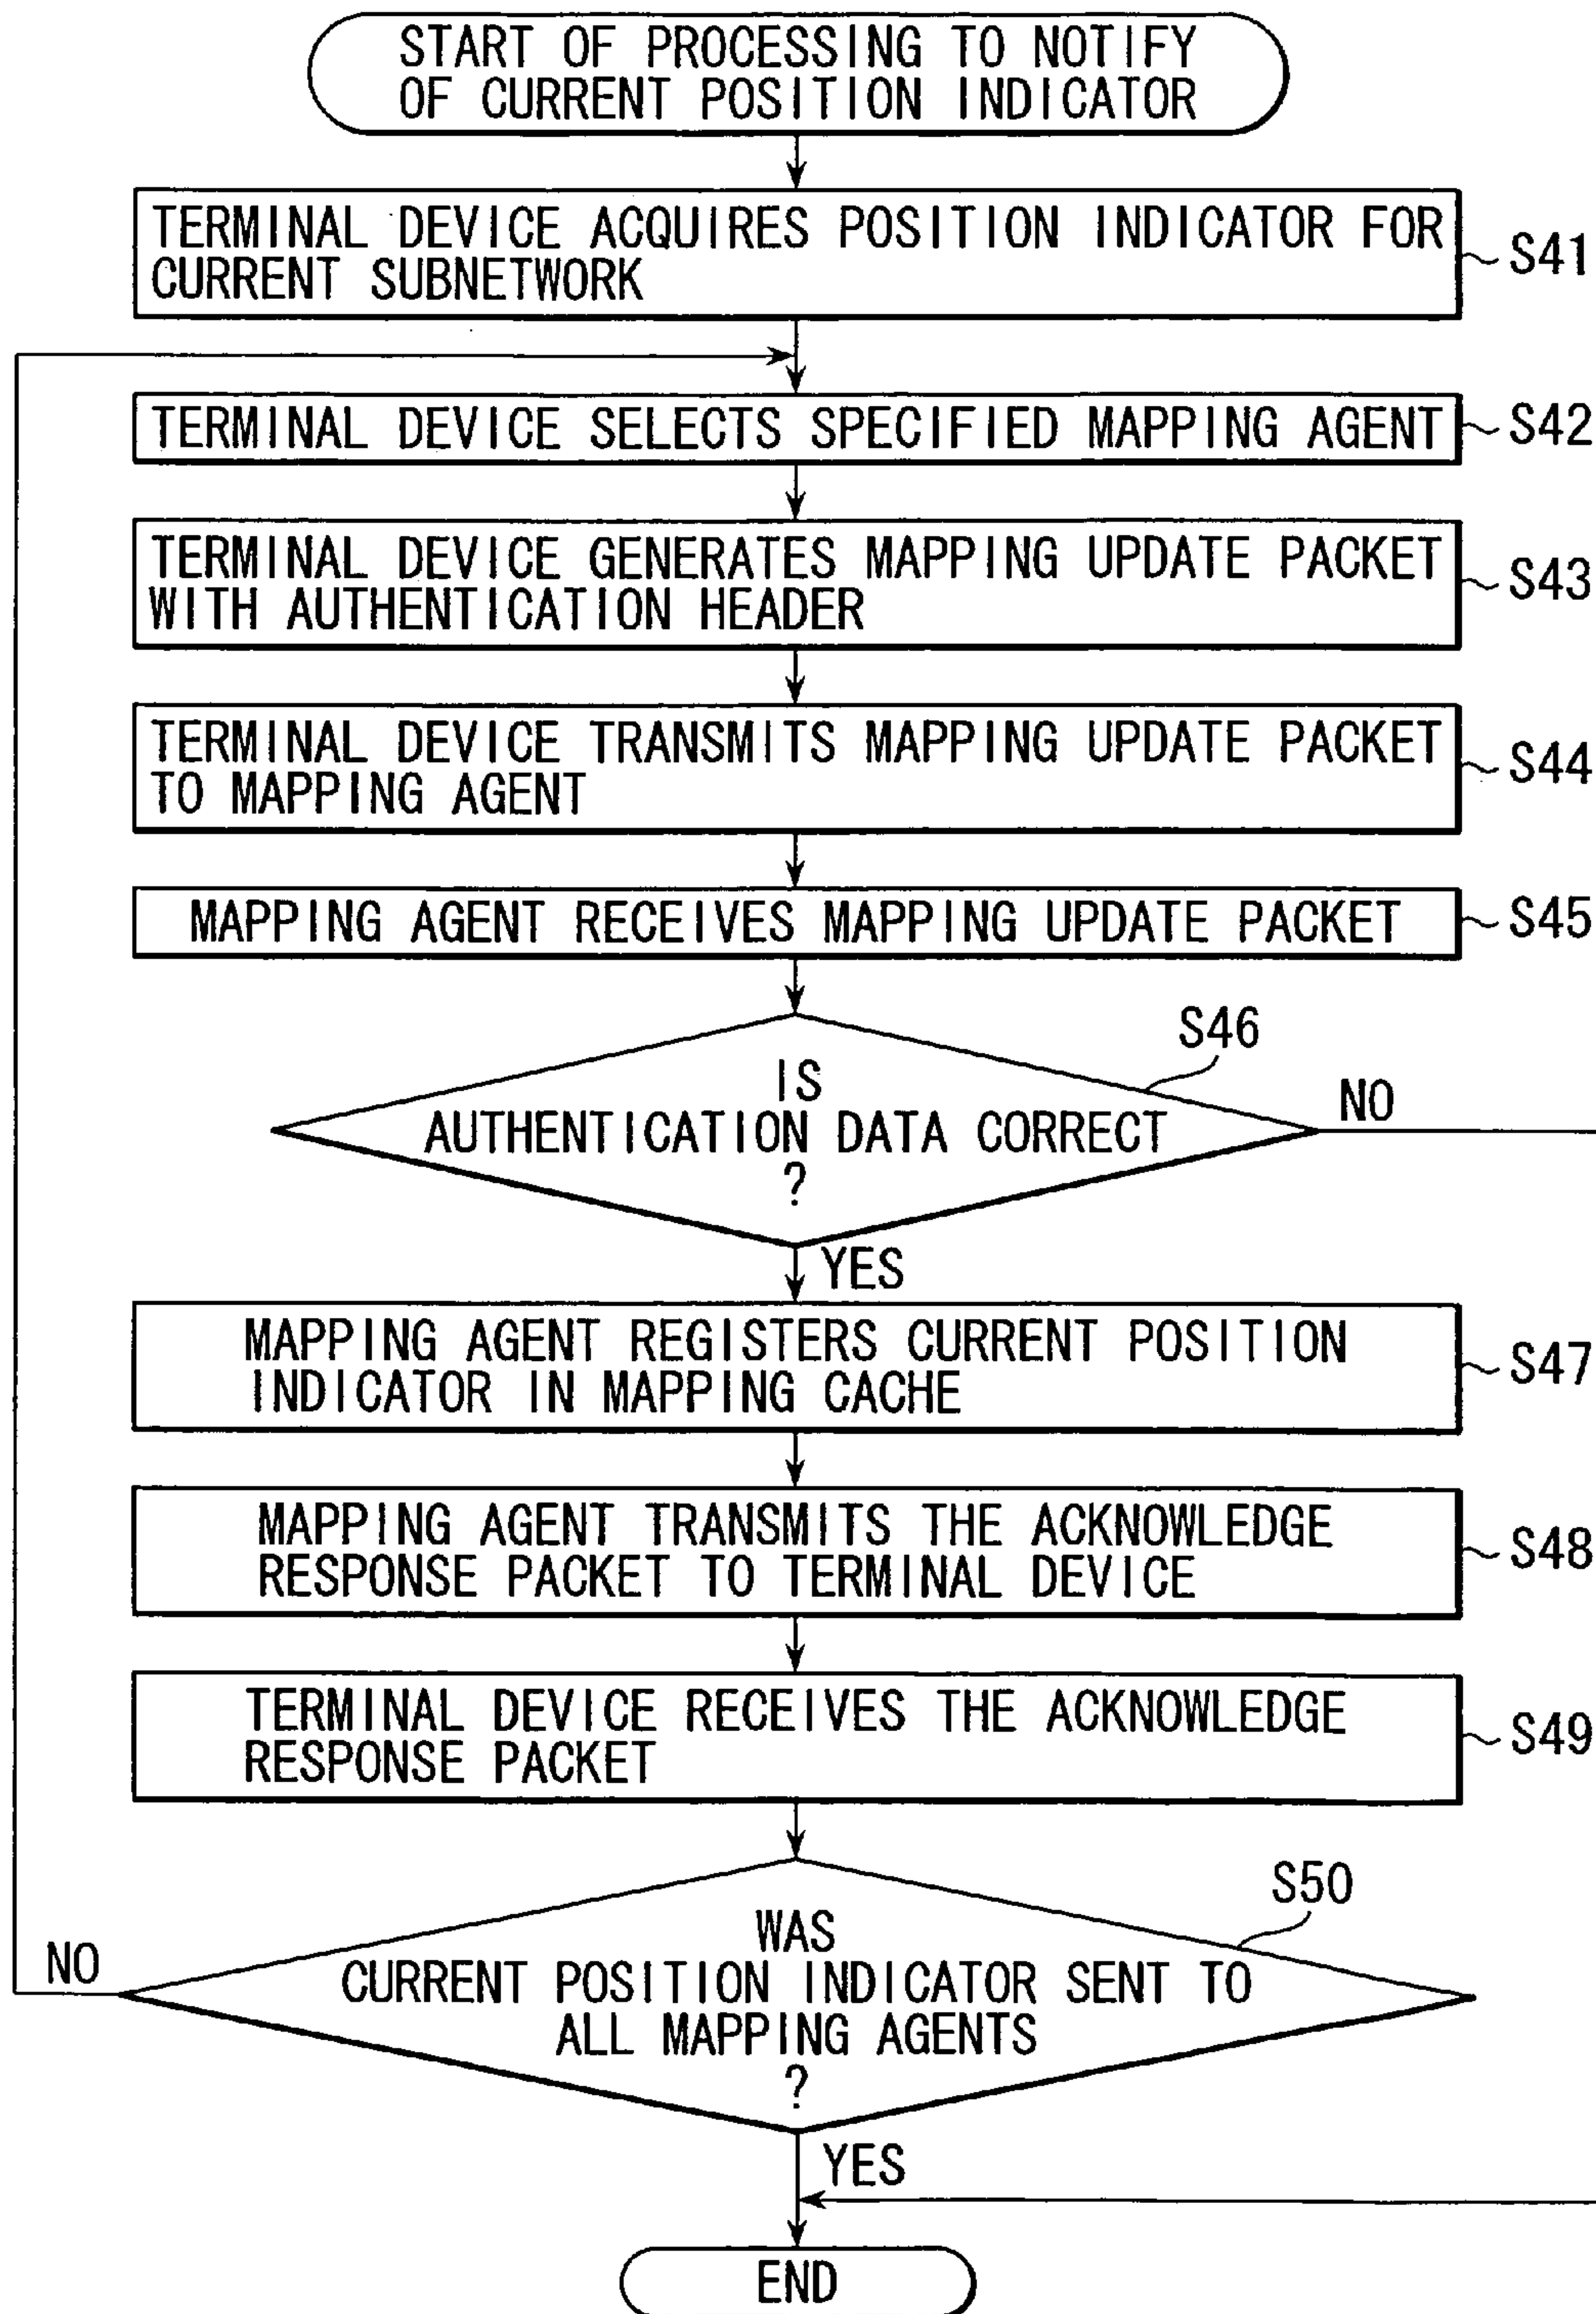 START OF PROCESSING TO NOTIFY
OF CURRENT POSITION INDICATOR
TERMINAL DEVICE ACQUIRES POSITION INDICATOR FOR
CURRENT SUBNETWORK
S41
TERMINAL DEVICE SELECTS SPECIFIED MAPPING AGENT
S42
TERMINAL DEVICE GENERATES MAPPING UPDATE PACKET
WITH AUTHENTICATION HEADER
S43
TERMINAL DEVICE TRANSMITS MAPPING UPDATE PACKET
TO MAPPING AGENT
S44
MAPPING AGENT RECEIVES MAPPING UPDATE PACKET
S45
S46
IS
AUTHENTICATION DATA CORRECT
?
NO
YES
MAPPING AGENT REGISTERS CURRENT POSITION
INDICATOR IN MAPPING CACHE
S47
MAPPING AGENT TRANSMITS THE ACKNOWLEDGE
RESPONSE PACKET TO TERMINAL DEVICE
S48
TERMINAL DEVICE RECEIVES THE ACKNOWLEDGE
RESPONSE PACKET
S49
S50
WAS
CURRENT POSITION INDICATOR SENT TO
ALL MAPPING AGENTS
?
NO
YES
END